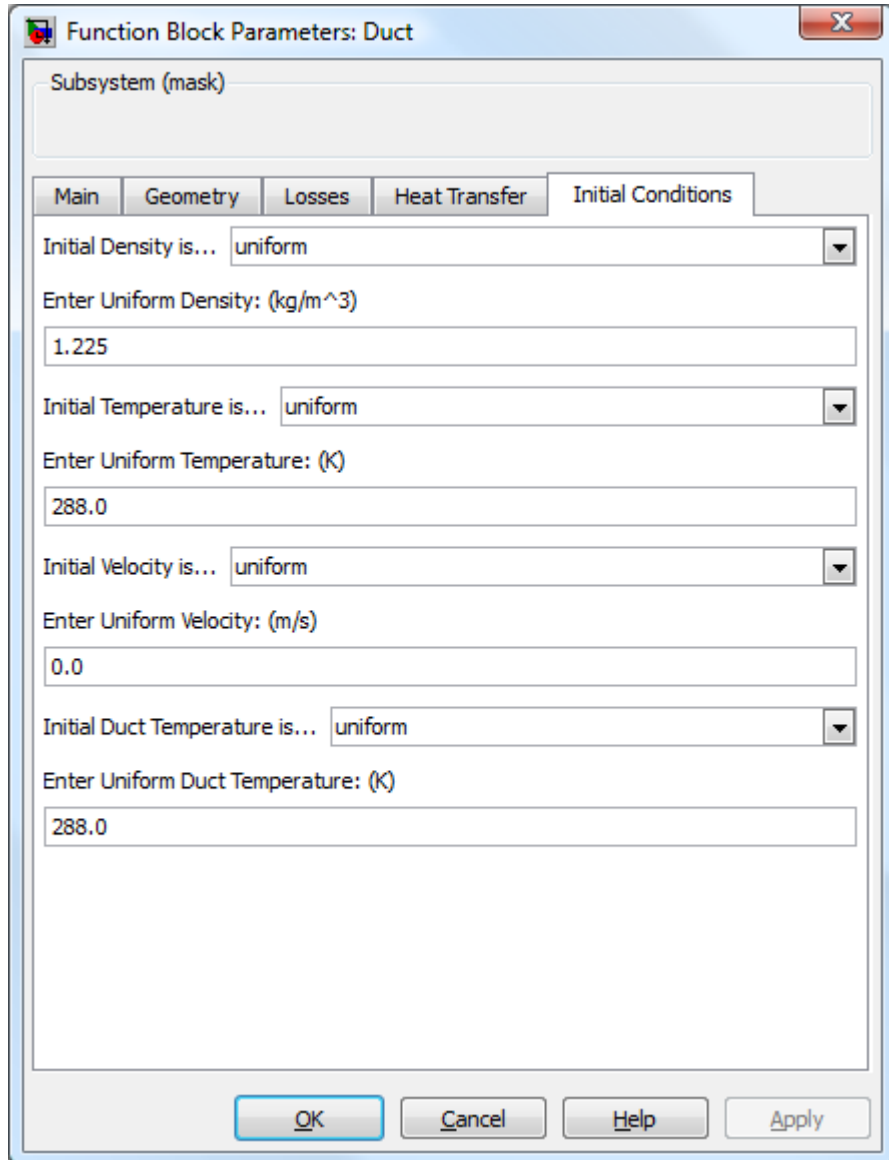 Function Block Parameters: Duct
Subsystem (mask)
Main Geometry Losses Heat Transfer Initial Conditions
Initial Density is... uniform
Enter Uniform Density: (kg/m^3)
1.225
Initial Temperature is... uniform
Enter Uniform Temperature: (K)
288.0
Initial Velocity is... uniform
Enter Uniform Velocity: (m/s)
0.0
Initial Duct Temperature is... uniform
Enter Uniform Duct Temperature: (K)
288.0
OK Cancel Help Apply